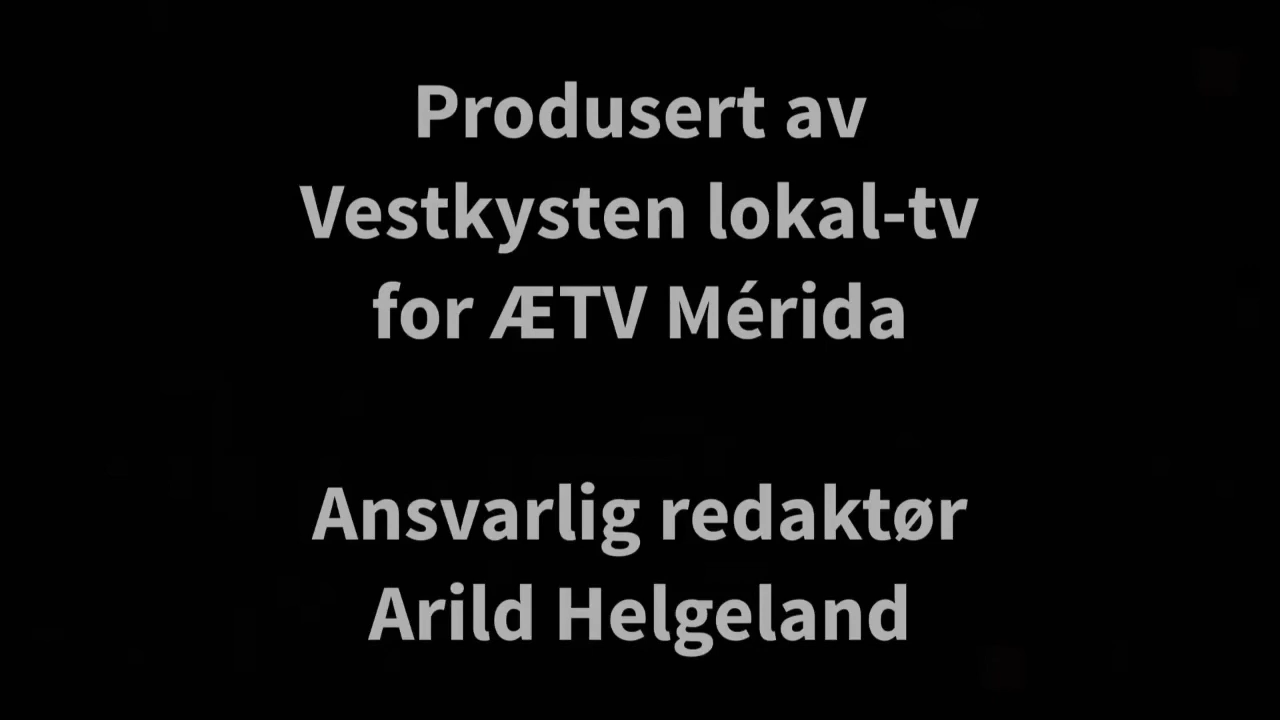 Produsert av
Vestkysten lokal-tv
for ÆTV Mérida
Ansvarlig redaktør
Arild Helgeland